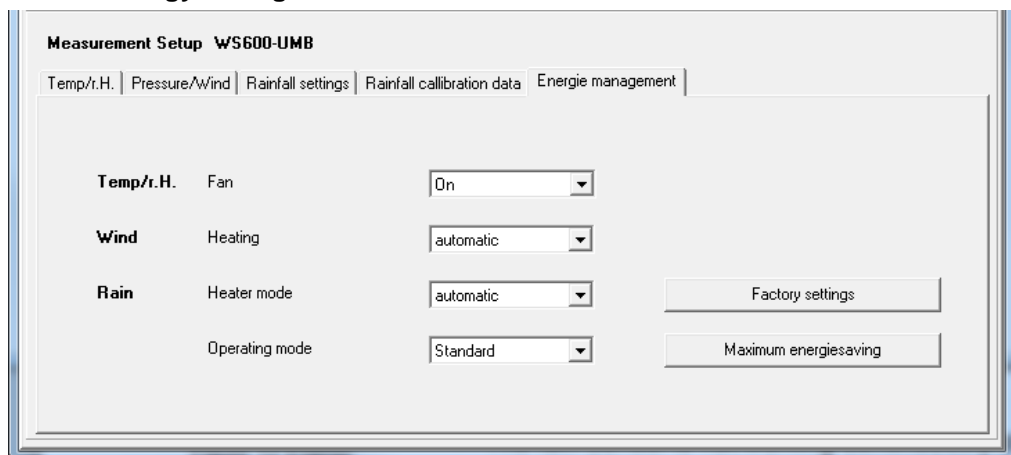 Measurement Setup WS600-UMB
Temp/r.H. Pressure/Wind Rainfall settings Rainfall callibration data Energie management
Temp/r.H. Fan On
Wind Heating automatic
Rain Heater mode automatic Factory settings
Operating mode Standard Maximum energiesaving